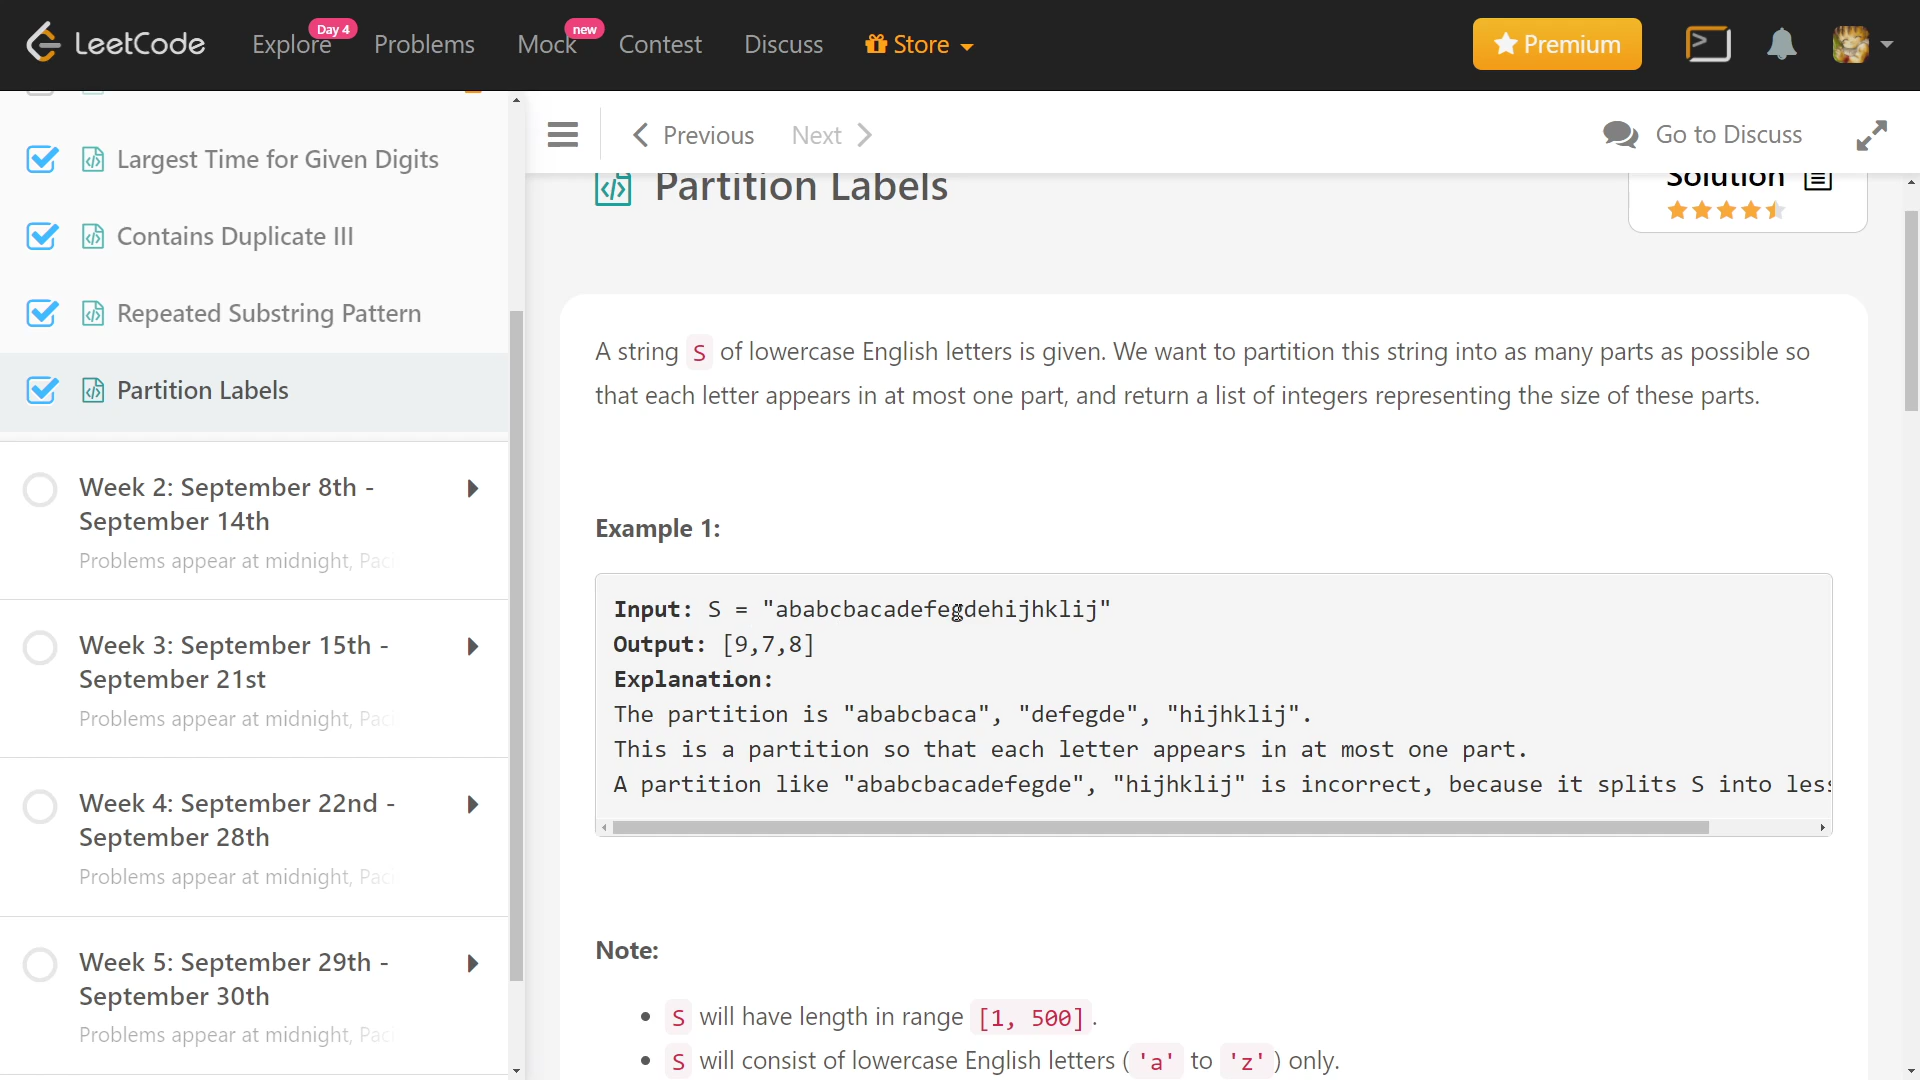 LeetCode
Explore Day 4
Problems
Mock new
Contest
Discuss
Store
Premium
Largest Time for Given Digits
Contains Duplicate III
Repeated Substring Pattern
Partition Labels
Week 2: September 8th -
September 14th
Problems appear at midnight,
Week 3: September 15th -
September 21st
Problems appear at midnight,
Week 4: September 22nd -
September 28th
Problems appear at midnight,
Week 5: September 29th -
September 30th
Problems appear at midnight,
Previous
Next
Go to Discuss
Partition Labels
Solution
A string S of lowercase English letters is given. We want to partition this string into as many parts as possible so
that each letter appears in at most one part, and return a list of integers representing the size of these parts.
Example 1:
Input: S = "ababcbacadefegdehijhklij"
Output: [9,7,8]
Explanation:
The partition is "ababcbaca", "defegde", "hijhklij".
This is a partition so that each letter appears in at most one part.
A partition like "ababcbacadefegde", "hijhklij" is incorrect, because it splits S into
Note:
S will have length in range [1, 500].
S will consist of lowercase English letters ('a' to 'z') only.